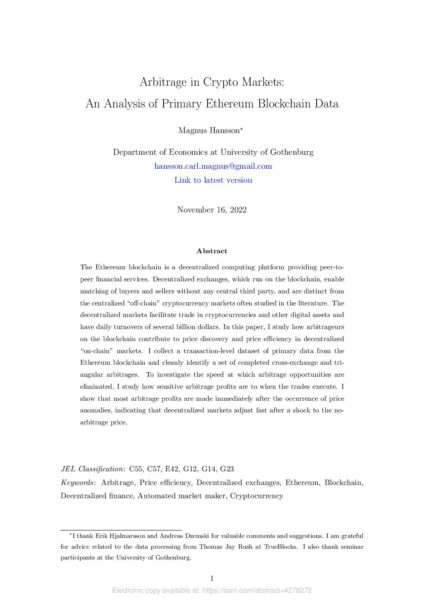 Arbitrage in Crypto Markets:
An Analysis of Primary Ethereum Blockchain Data
Magnus Hansson*
Department of Economics at University of Gothenburg
hansson.carl.magnus@gmail.com
Link to latest version
November 16, 2022
Abstract
The Ethereum blockchain is a decentralized computing platform providing peer-to-
peer financial services. Decentralized exchanges, which run on the blockchain, enable
matching of buyers and sellers without any central third party, and are distinct from
the centralized “off-chain” cryptocurrency markets often studied in the literature. The
decentralized markets facilitate trade in cryptocurrencies and other digital assets and
have daily turnovers of several billion dollars. In this paper, I study how arbitrageurs
on the blockchain contribute to price discovery and price efficiency in decentralized
“on-chain” markets. I collect a transaction-level dataset of primary data from the
Ethereum blockchain and cleanly identify a set of completed cross-exchange and tri-
angular arbitrages. To investigate the speed at which arbitrage opportunities are
eliminated, I study how sensitive arbitrage profits are to when the trades execute. I
show that most arbitrage profits are made immediately after the occurrence of price
anomalies, indicating that decentralized markets adjust fast after a shock to the no-
arbitrage price.
JEL Classification: C55, C57, E42, G12, G14, G23
Keywords: Arbitrage, Price efficiency, Decentralized exchanges, Ethereum, Blockchain,
Decentralized finance, Automated market maker, Cryptocurrency
*I thank Erik Hjalmarsson and Andreas Dzemski for valuable comments and suggestions. I am grateful
for advice related to the data processing from Thomas Jay Rush at TrueBlocks. I also thank seminar
participants at the University of Gothenburg.
1
Electronic copy available at: https://ssrn.com/abstract=4278272